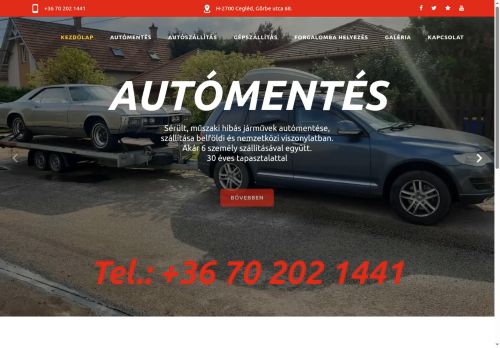 +36 70 202 1441
H-2700 Cegléd, Gőrbe utca 68.
KEZDŐLAP AUTÓMENTÉS AUTÓSZÁLLÍTÁS GÉPSZÁLLÍTÁS FORGALOMBA HELYEZÉS GALÉRIA KAPCSOLAT
AUTÓMENTÉS
Sérült, műszaki hibás járművek autómentése,
szállítása belföldi és nemzetközi viszonylatban.
Akár 6 személy szállításával együtt.
30 éves tapasztalattal
BŐVEBBEN
Tel.: +36 70 202 1441